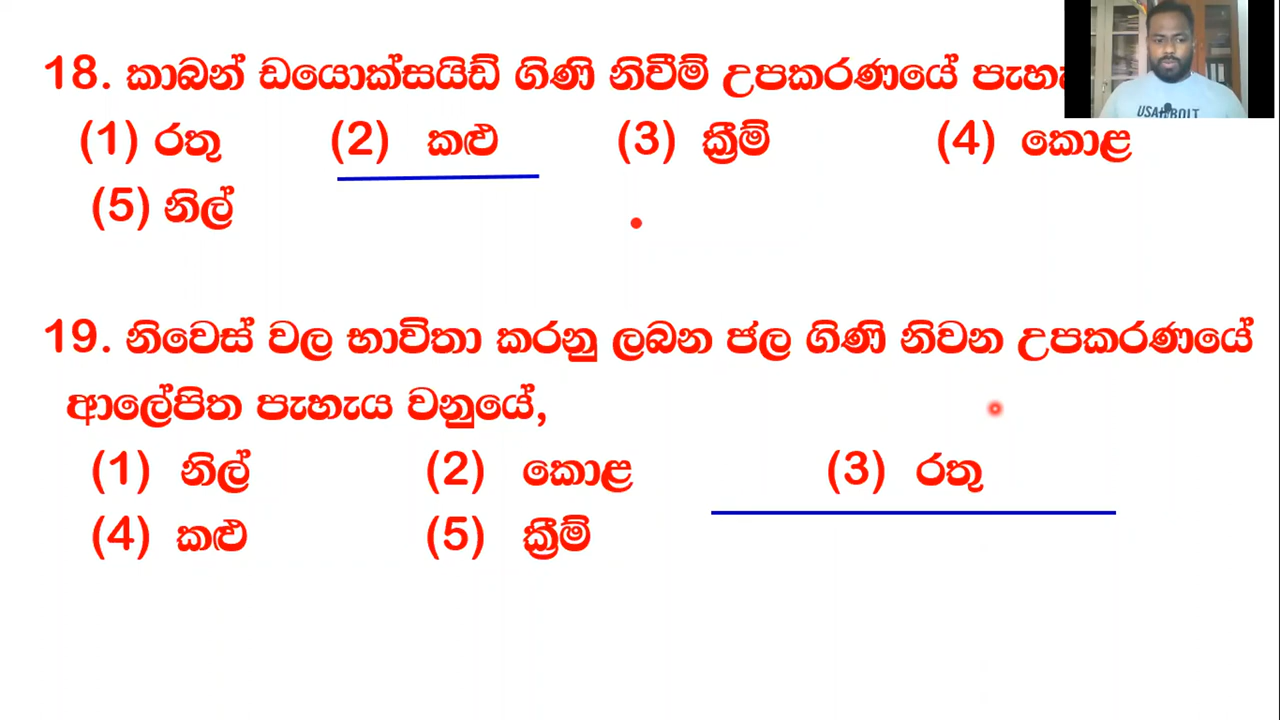 18. කාබන් ඩයොක්සයිඩ් ගිණි නිවීම් උපකරණයේ
(1) රතු (2) කළු (3) ක්‍රීම් (4) කොළ
(5) නිල්
19. නිවෙස් වල භාවිතා කරනු ලබන ජල ගිණි නිවන උපකරණයේ
ආලේපිත පැහැය වනුයේ,
(1) නිල් (2) කොළ (3) රතු
(4) කළු (5) ක්‍රීම්